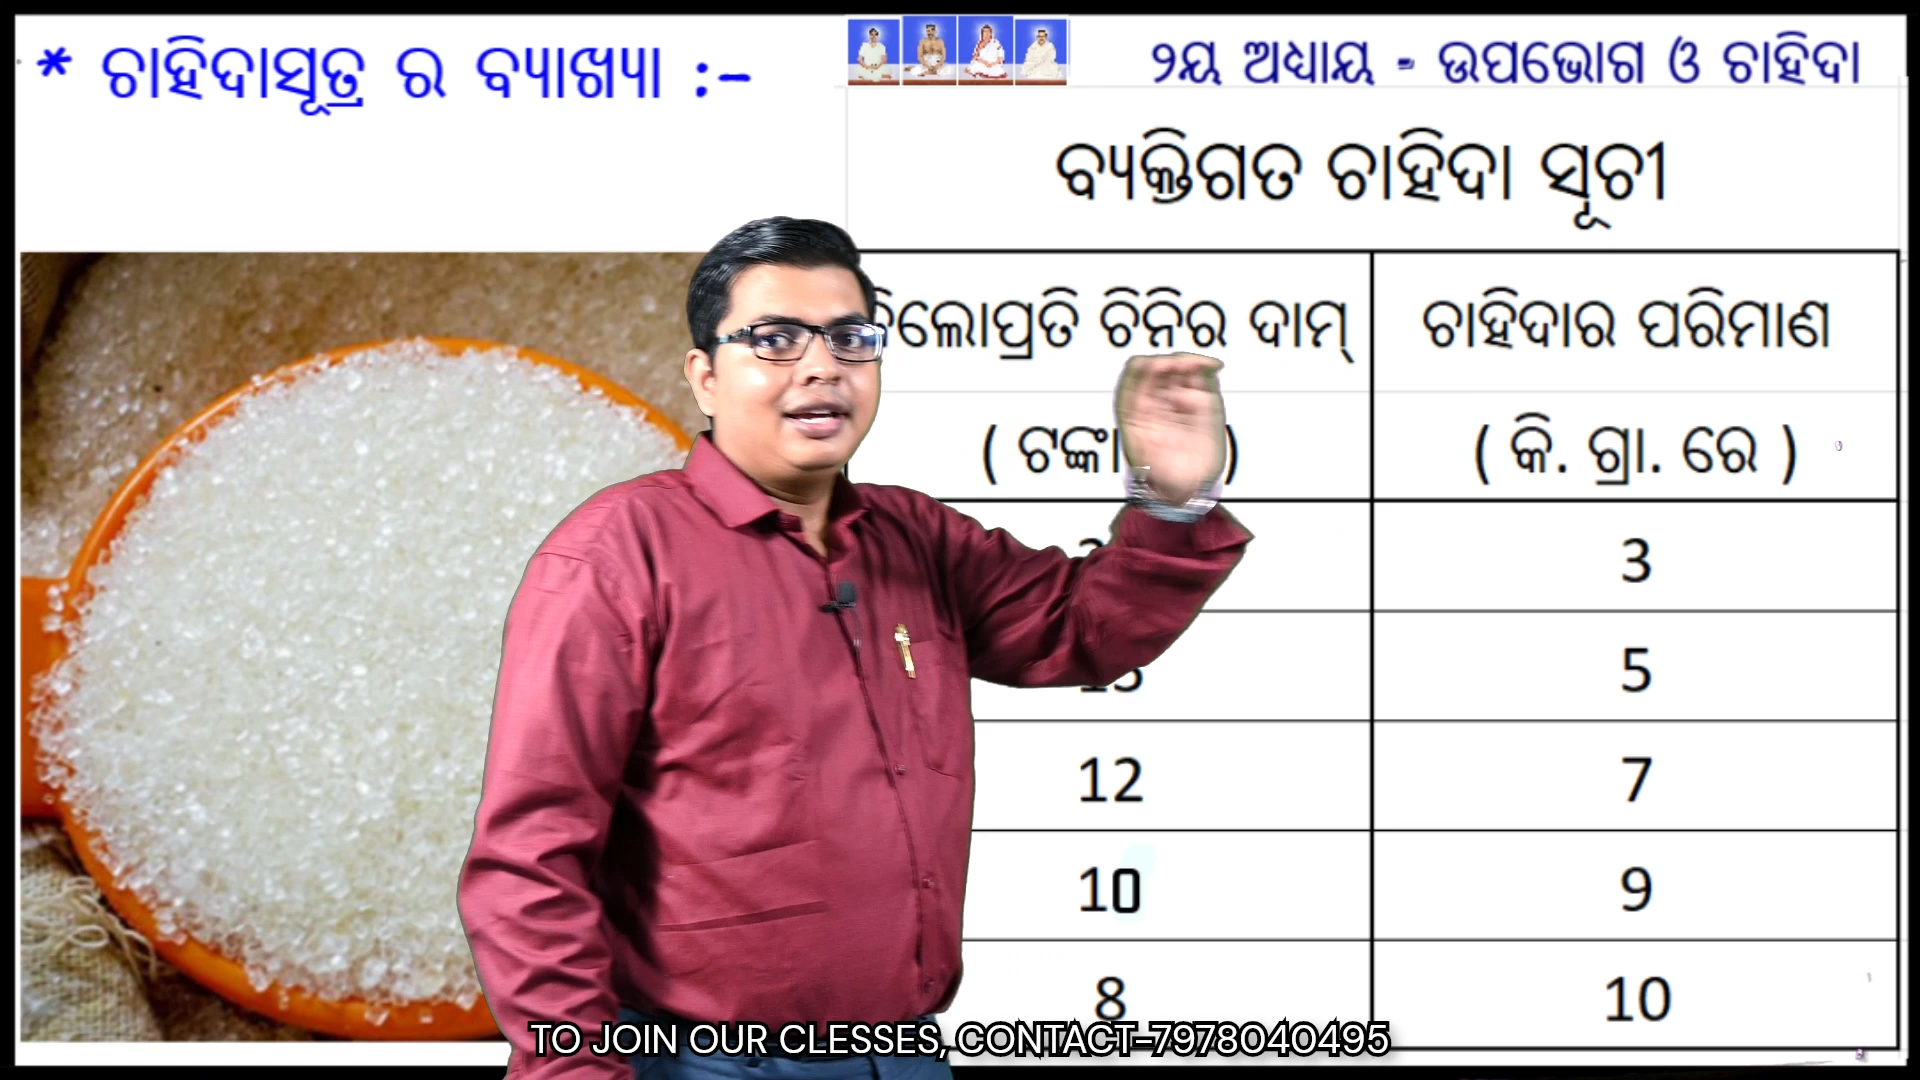 * ଚାହିଦାସୂତ୍ର ର ବ୍ୟାଖ୍ୟା :-
୨ୟ ଅଧ୍ୟାୟ - ଉପଭୋଗ ଓ ଚାହିଦା
ବ୍ୟକ୍ତିଗତ ଚାହିଦା ସୂଚୀ
ଚିନିର ଦାମ୍ ଚାହିଦାର ପରିମାଣ
( କି. ଗ୍ରା. ରେ )
3
5
12 7
10 9
8 10
TO JOIN OUR CLESSES, CONTACT-7978040495